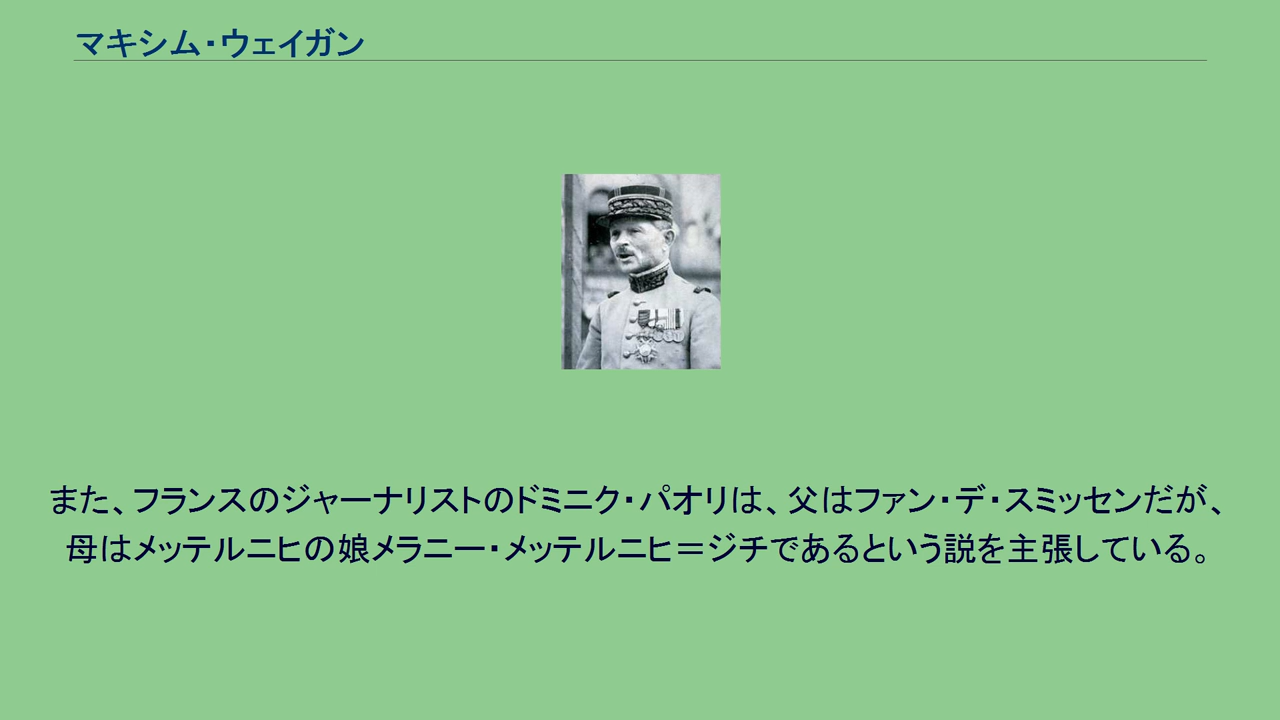 マキシム・ウェイガン
また、フランスのジャーナリストのドミニク・パオリは、父はファン・デ・スミッセンだが、
母はメッテルニヒの娘メラニー・メッテルニヒ＝ジチであるという説を主張している。